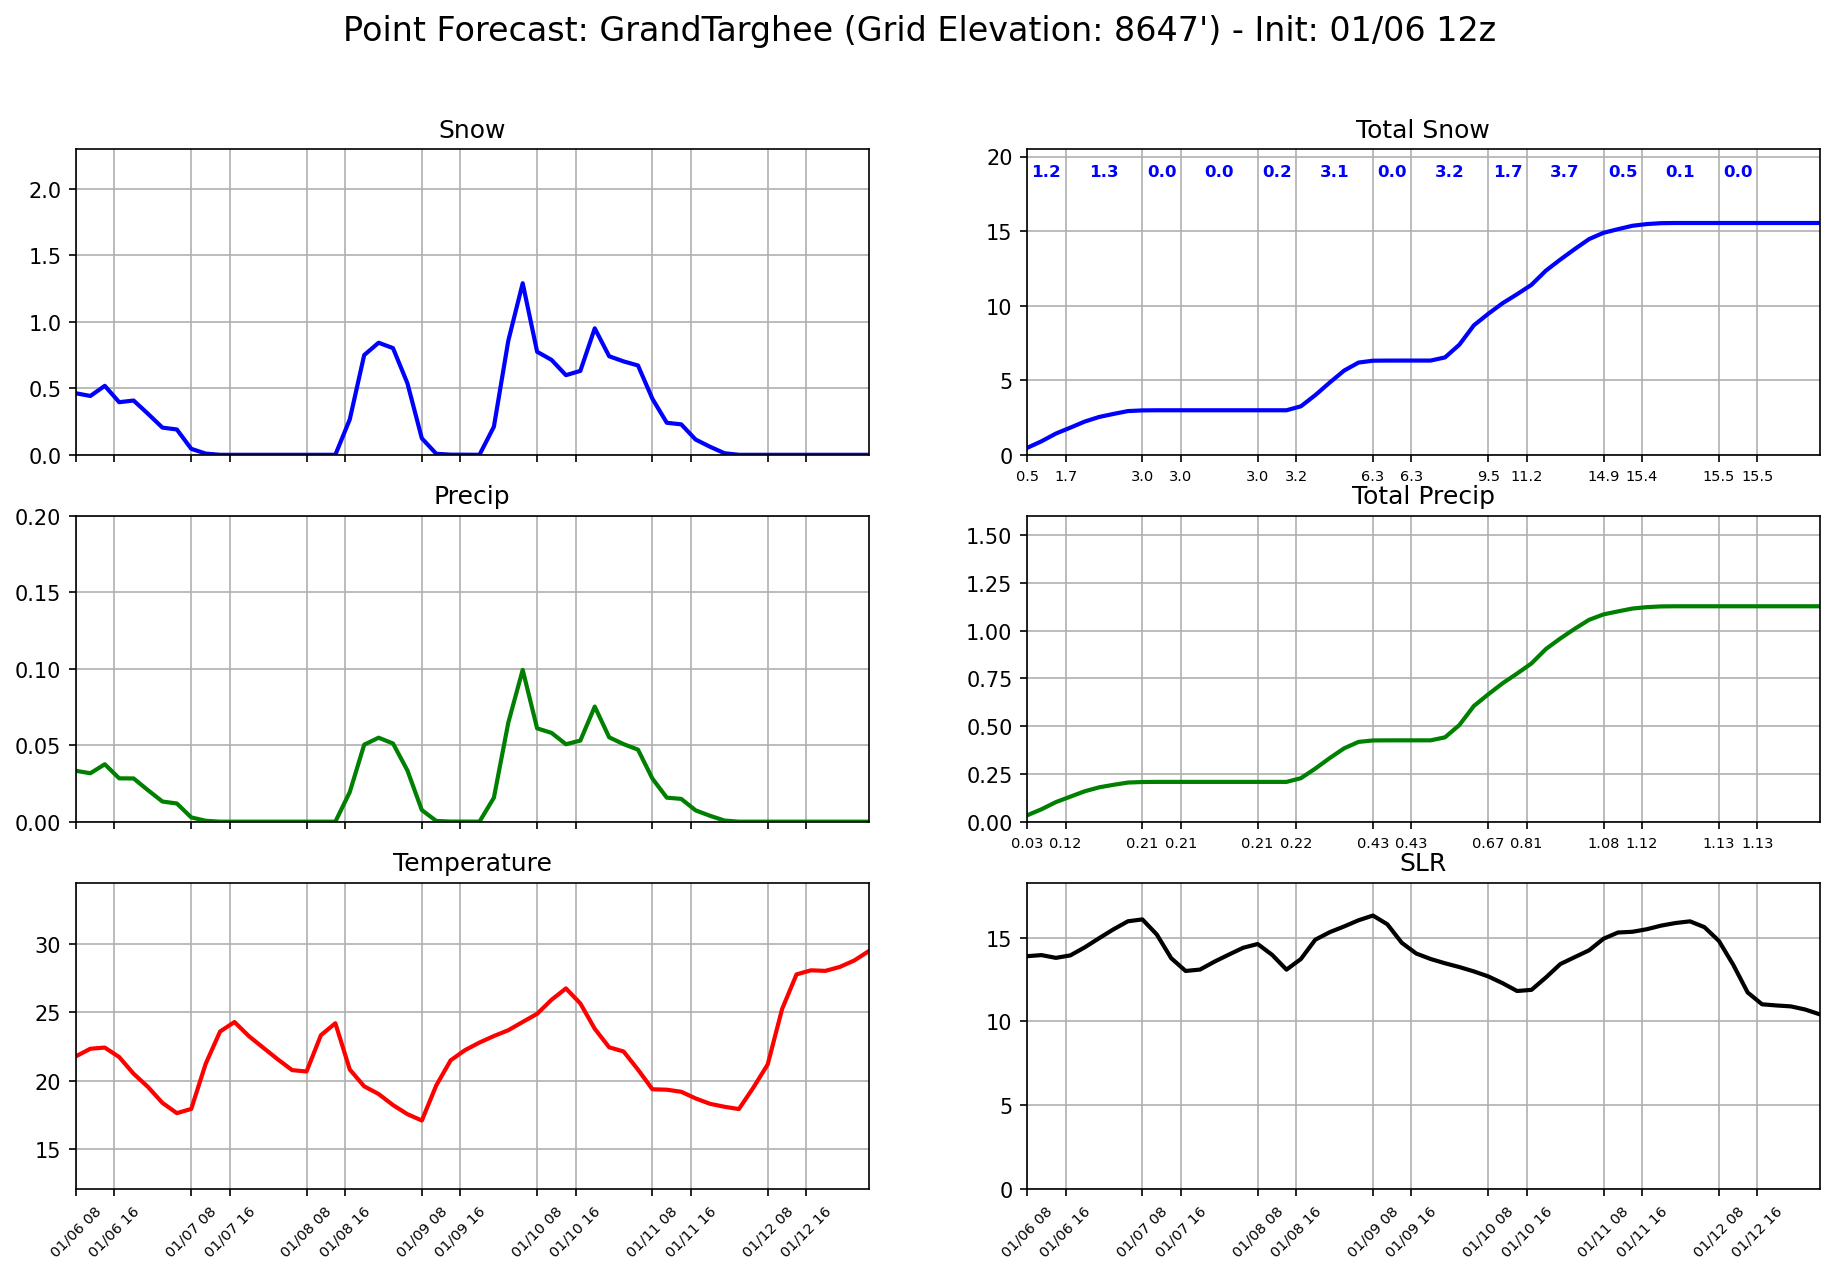 Point Forecast: GrandTarghee (Grid Elevation: 8647') - Init: 01/06 12z
Snow
2.0
1.5
1.0
0.5
0.0
Total Snow
20
15
10
5
0
1.2 1.3 0.0 0.0 0.2 3.1 0.0 3.2 1.7 3.7 0.5 0.1 0.0
0.5 1.7 3.0 3.0 3.0 3.2 6.3 6.3 9.5 11.2 14.9 15.4 15.5 15.5
Precip
0.20
0.15
0.10
0.05
0.00
Total Precip
1.50
1.25
1.00
0.75
0.50
0.25
0.00
0.03 0.12 0.21 0.21 0.21 0.22 0.43 0.43 0.67 0.81 1.08 1.12 1.13 1.13
Temperature
30
25
20
15
01/06 08 01/06 16 01/07 08 01/07 16 01/08 08 01/08 16 01/09 08 01/09 16 01/10 08 01/10 16 01/11 08 01/11 16 01/12 08 01/12 16
SLR
15
10
5
0
01/06 08 01/06 16 01/07 08 01/07 16 01/08 08 01/08 16 01/09 08 01/09 16 01/10 08 01/10 16 01/11 08 01/11 16 01/12 08 01/12 16